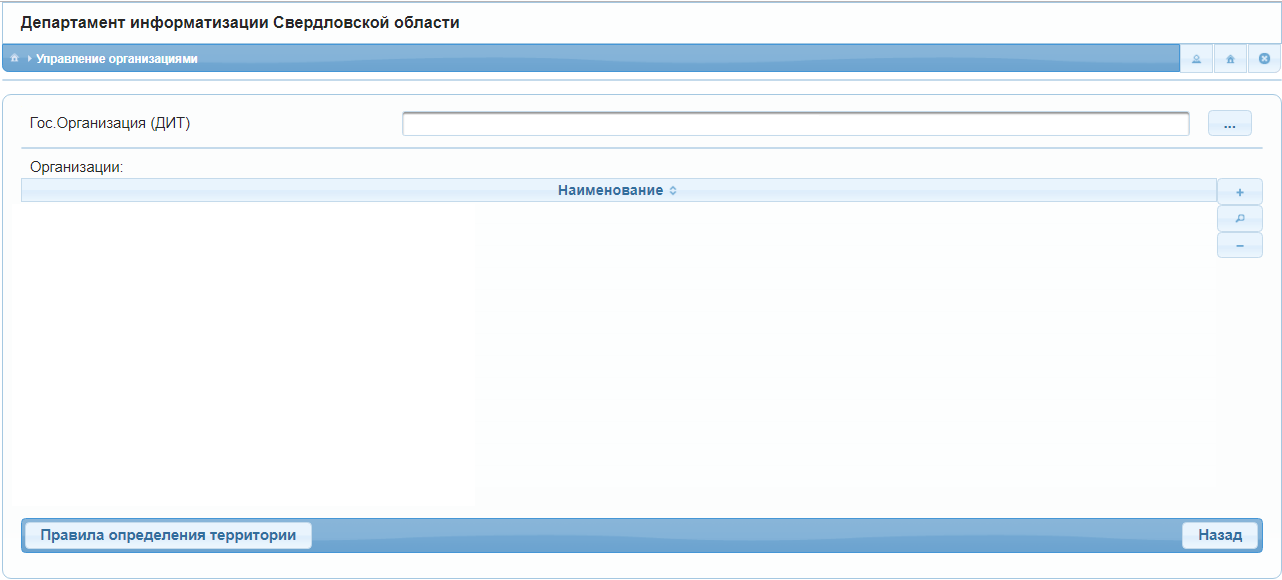 Департамент информатизации Свердловской области
Управление организациями
Гос.Организация (ДИТ)
...
Организации:
Наименование
+
-
Правила определения территории
Назад